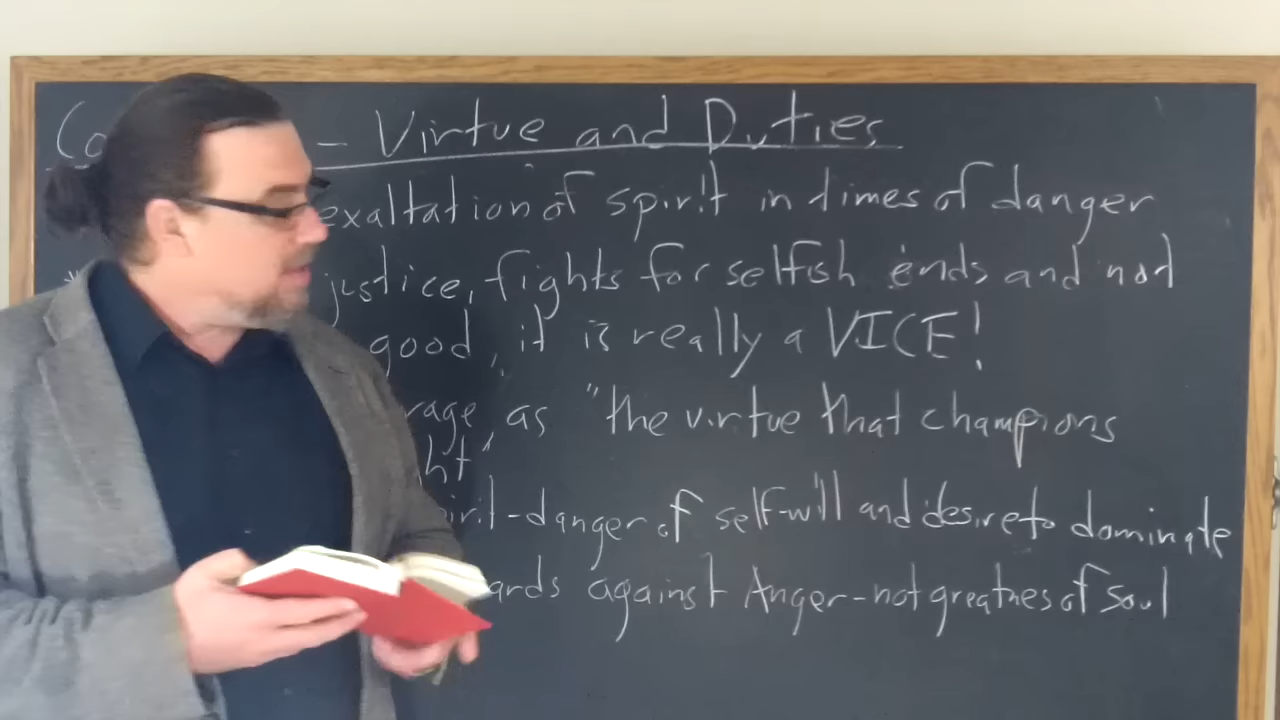 – Virtue and Duties
exaltation of spirit in times of danger
justice, fights for selfish ends and not
good, it is really a VICE!
as "the virtue that champions
- danger of self-will and desire to dominate
against Anger - not greatness of soul